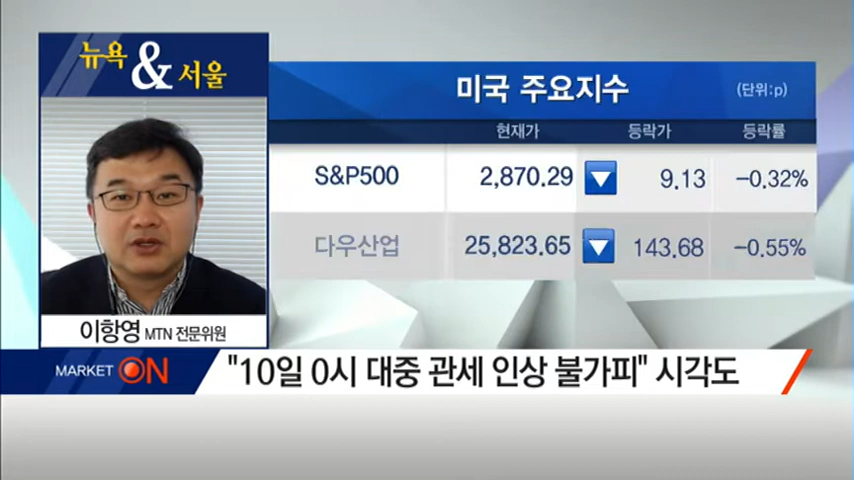 뉴욕 & 서울
미국 주요지수 (단위:p)
현재가 등락가 등락률
S&P500 2,870.29 ▼ 9.13 -0.32%
다우산업 25,823.65 ▼ 143.68 -0.55%
이항영 MTN 전문위원
MARKET ON "10일 0시 대중 관세 인상 불가피" 시각도